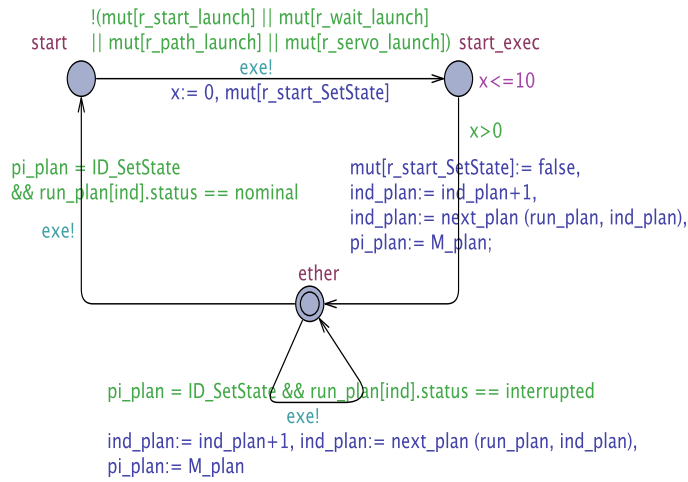 !(mut[r_start_launch] || mut[r_wait_launch]
start || mut[r_path_launch] || mut[r_servo_launch]) start_exec
exe!
x<=10
x:= 0, mut[r_start_SetState]
x>0
pi_plan = ID_SetState
&& run_plan[ind].status == nominal
exe!
mut[r_start_SetState]:= false,
ind_plan:= ind_plan+1,
ind_plan:= next_plan (run_plan, ind_plan),
pi_plan:= M_plan;
ether
pi_plan = ID_SetState && run_plan[ind].status == interrupted
exe!
ind_plan:= ind_plan+1, ind_plan:= next_plan (run_plan, ind_plan),
pi_plan:= M_plan